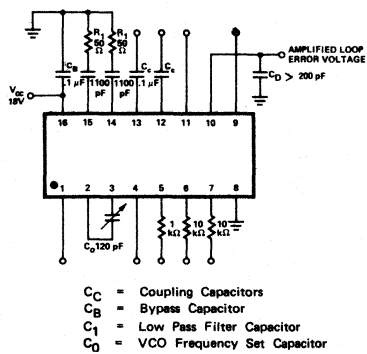 R1 R1
50 50
Ω Ω
CB Cc Cc
.1 μF 1100 1100 .1 μF
pF pF
AMPLIFIED LOOP
ERROR VOLTAGE
CD > 200 pF
VCC
18V
16 15 14 13 12 11 10 9
1 2 3 4 5 6 7 8
C0 120 pF
1 10 10
kΩ kΩ kΩ
CC = Coupling Capacitors
CB = Bypass Capacitor
C1 = Low Pass Filter Capacitor
C0 = VCO Frequency Set Capacitor